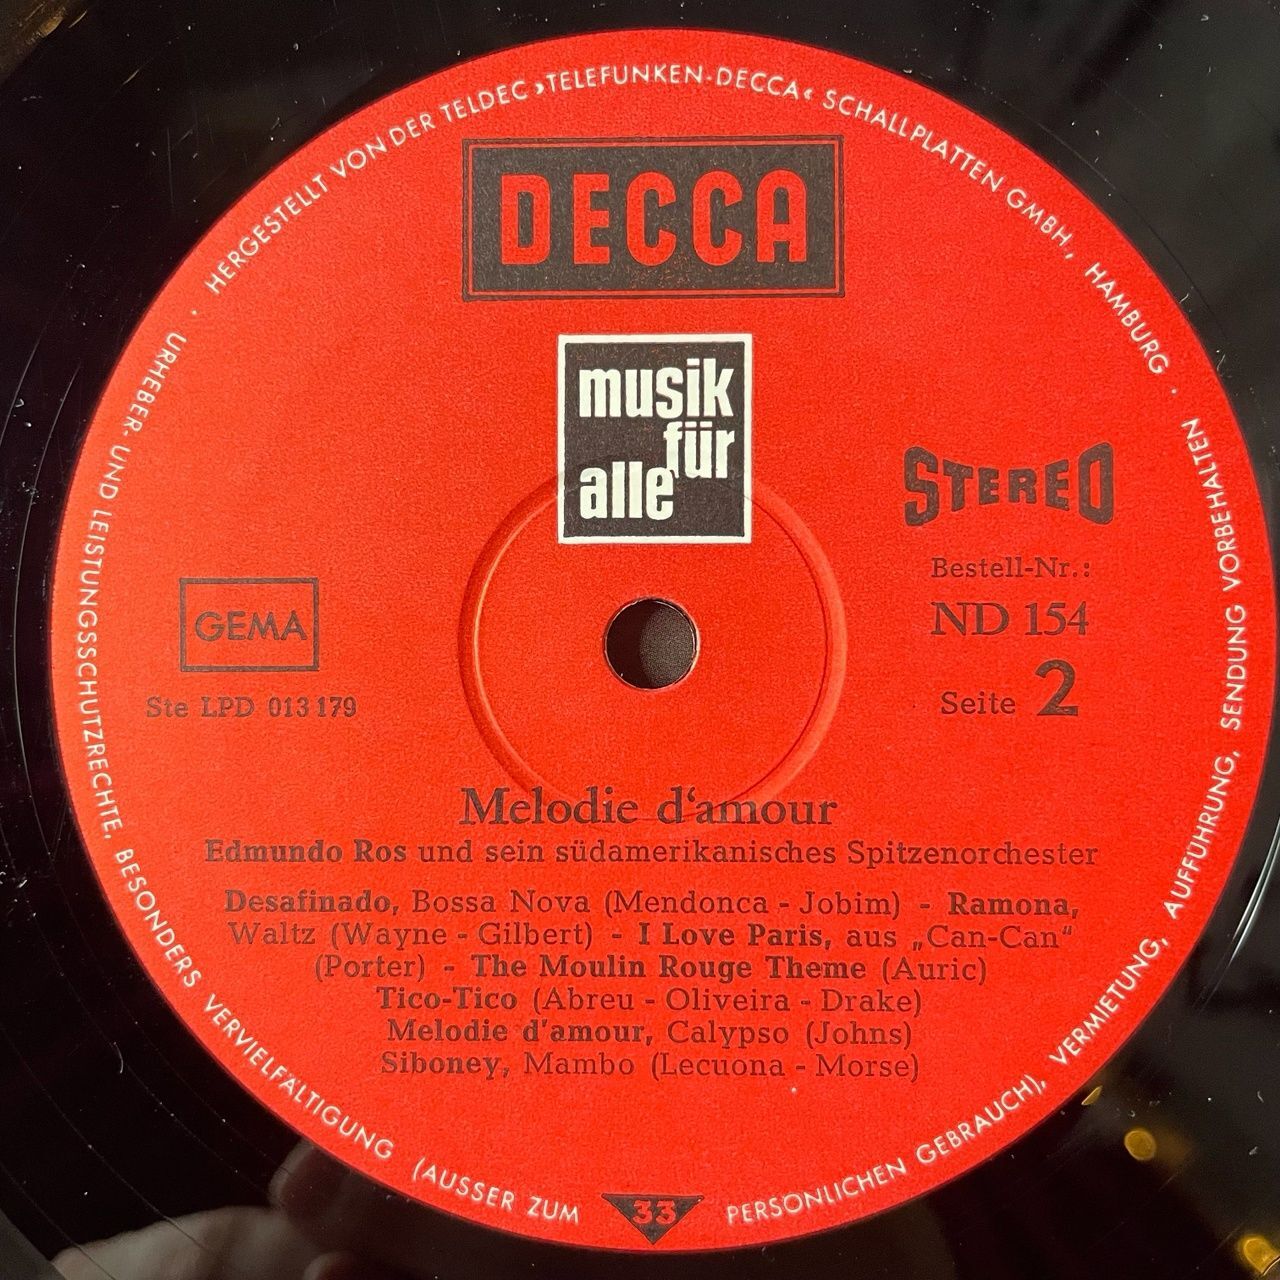 HERGESTELLT VON DER TELDEC »TELEFUNKEN-DECCA« SCHALLPLATTEN GMBH., HAMBURG ·
URHEBER- UND LEISTUNGSSCHUTZRECHTE, BESONDERS VERVIELFÄLTIGUNG (AUSSER ZUM PERSÖNLICHEN GEBRAUCH), VERMIETUNG, AUFFÜHRUNG, SENDUNG VORBEHALTEN ·
DECCA
musik
für
alle
STEREO
Bestell-Nr.:
ND 154
Seite 2
GEMA
Ste LPD 013 179
Melodie d'amour
Edmundo Ros und sein südamerikanisches Spitzenorchester
Desafinado, Bossa Nova (Mendonca - Jobim) - Ramona,
Waltz (Wayne - Gilbert) - I Love Paris, aus „Can-Can“
(Porter) - The Moulin Rouge Theme (Auric)
Tico-Tico (Abreu - Oliveira - Drake)
Melodie d'amour, Calypso (Johns)
Siboney, Mambo (Lecuona - Morse)
33